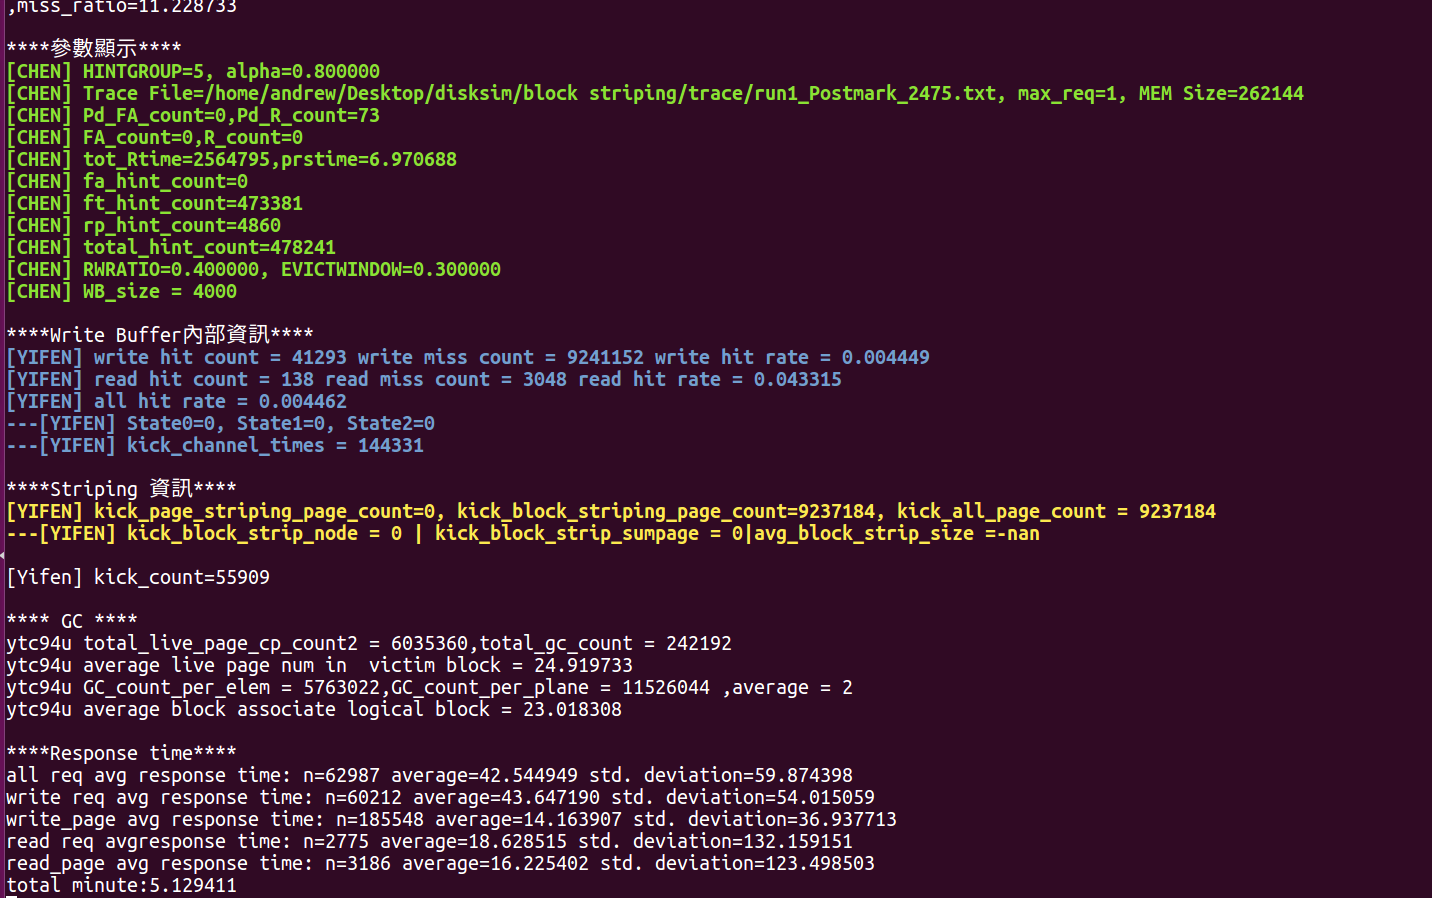 ,miss_ratio=11.228733
****參數顯示****
[CHEN] HINTGROUP=5, alpha=0.800000
[CHEN] Trace File=/home/andrew/Desktop/disksim/block striping/trace/run1_Postmark_2475.txt, max_req=1, MEM Size=262144
[CHEN] Pd_FA_count=0,Pd_R_count=73
[CHEN] FA_count=0,R_count=0
[CHEN] tot_Rtime=2564795,prstime=6.970688
[CHEN] fa_hint_count=0
[CHEN] ft_hint_count=473381
[CHEN] rp_hint_count=4860
[CHEN] total_hint_count=478241
[CHEN] RWRATIO=0.400000, EVICTWINDOW=0.300000
[CHEN] WB_size = 4000
****Write Buffer內部資訊****
[YIFEN] write hit count = 41293 write miss count = 9241152 write hit rate = 0.004449
[YIFEN] read hit count = 138 read miss count = 3048 read hit rate = 0.043315
[YIFEN] all hit rate = 0.004462
---[YIFEN] State0=0, State1=0, State2=0
---[YIFEN] kick_channel_times = 144331
****Striping 資訊****
[YIFEN] kick_page_striping_page_count=0, kick_block_striping_page_count=9237184, kick_all_page_count = 9237184
---[YIFEN] kick_block_strip_node = 0 | kick_block_strip_sumpage = 0|avg_block_strip_size =-nan
[Yifen] kick_count=55909
**** GC ****
ytc94u total_live_page_cp_count2 = 6035360,total_gc_count = 242192
ytc94u average live page num in  victim block = 24.919733
ytc94u GC_count_per_elem = 5763022,GC_count_per_plane = 11526044 ,average = 2
ytc94u average block associate logical block = 23.018308
****Response time****
all req avg response time: n=62987 average=42.544949 std. deviation=59.874398
write req avg response time: n=60212 average=43.647190 std. deviation=54.015059
write_page avg response time: n=185548 average=14.163907 std. deviation=36.937713
read req avgresponse time: n=2775 average=18.628515 std. deviation=132.159151
read_page avg response time: n=3186 average=16.225402 std. deviation=123.498503
total minute:5.129411